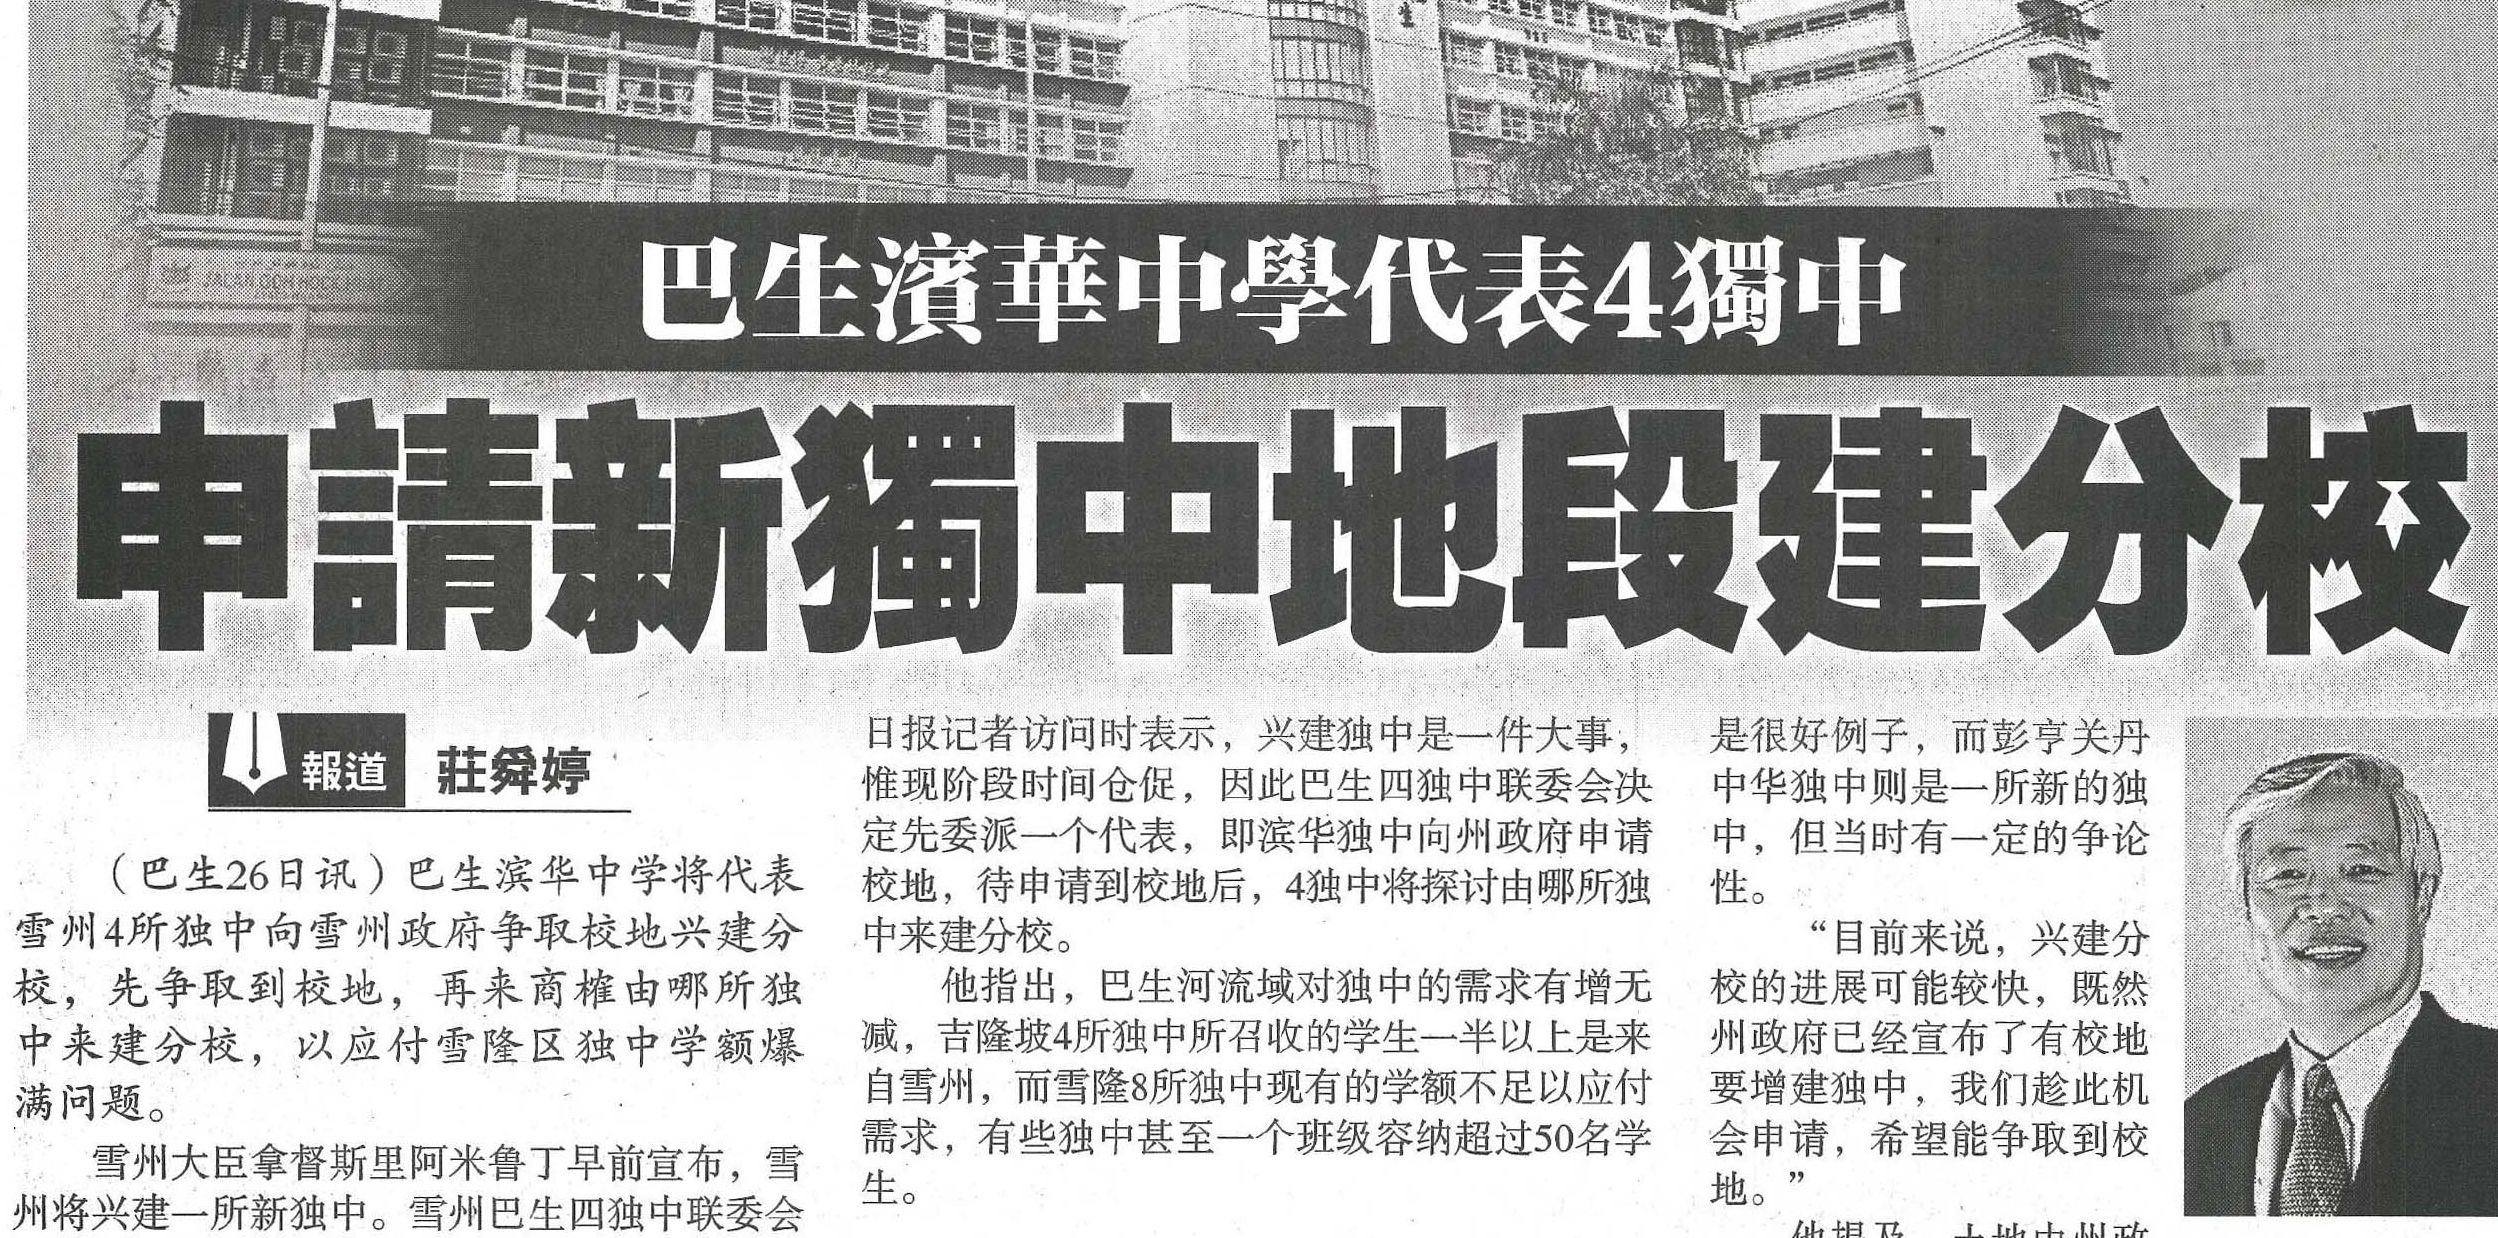 巴生濱華中學代表4獨中
申請新獨中地段建分校
報道 莊舜婷
（巴生26日讯）巴生滨华中学将代表
雪州4所独中向雪州政府争取校地兴建分
校，先争取到校地，再来商榷由哪所独
中来建分校，以应付雪隆区独中学额爆
满问题。
雪州大臣拿督斯里阿米鲁丁早前宣布，雪
州将兴建一所新独中。雪州巴生四独中联委会
日报记者访问时表示，兴建独中是一件大事，
惟现阶段时间仓促，因此巴生四独中联委会决
定先委派一个代表，即滨华独中向州政府申请
校地，待申请到校地后，4独中将探讨由哪所独
中来建分校。
他指出，巴生河流域对独中的需求有增无
减，吉隆坡4所独中所召收的学生一半以上是来
自雪州，而雪隆8所独中现有的学额不足以应付
需求，有些独中甚至一个班级容纳超过50名学
生。
是很好例子，而彭亨关丹
中华独中则是一所新的独
中，但当时有一定的争论
性。
“目前来说，兴建分
校的进展可能较快，既然
州政府已经宣布了有校地
要增建独中，我们趁此机
会申请，希望能争取到校
地。”
他提及，土地由州政